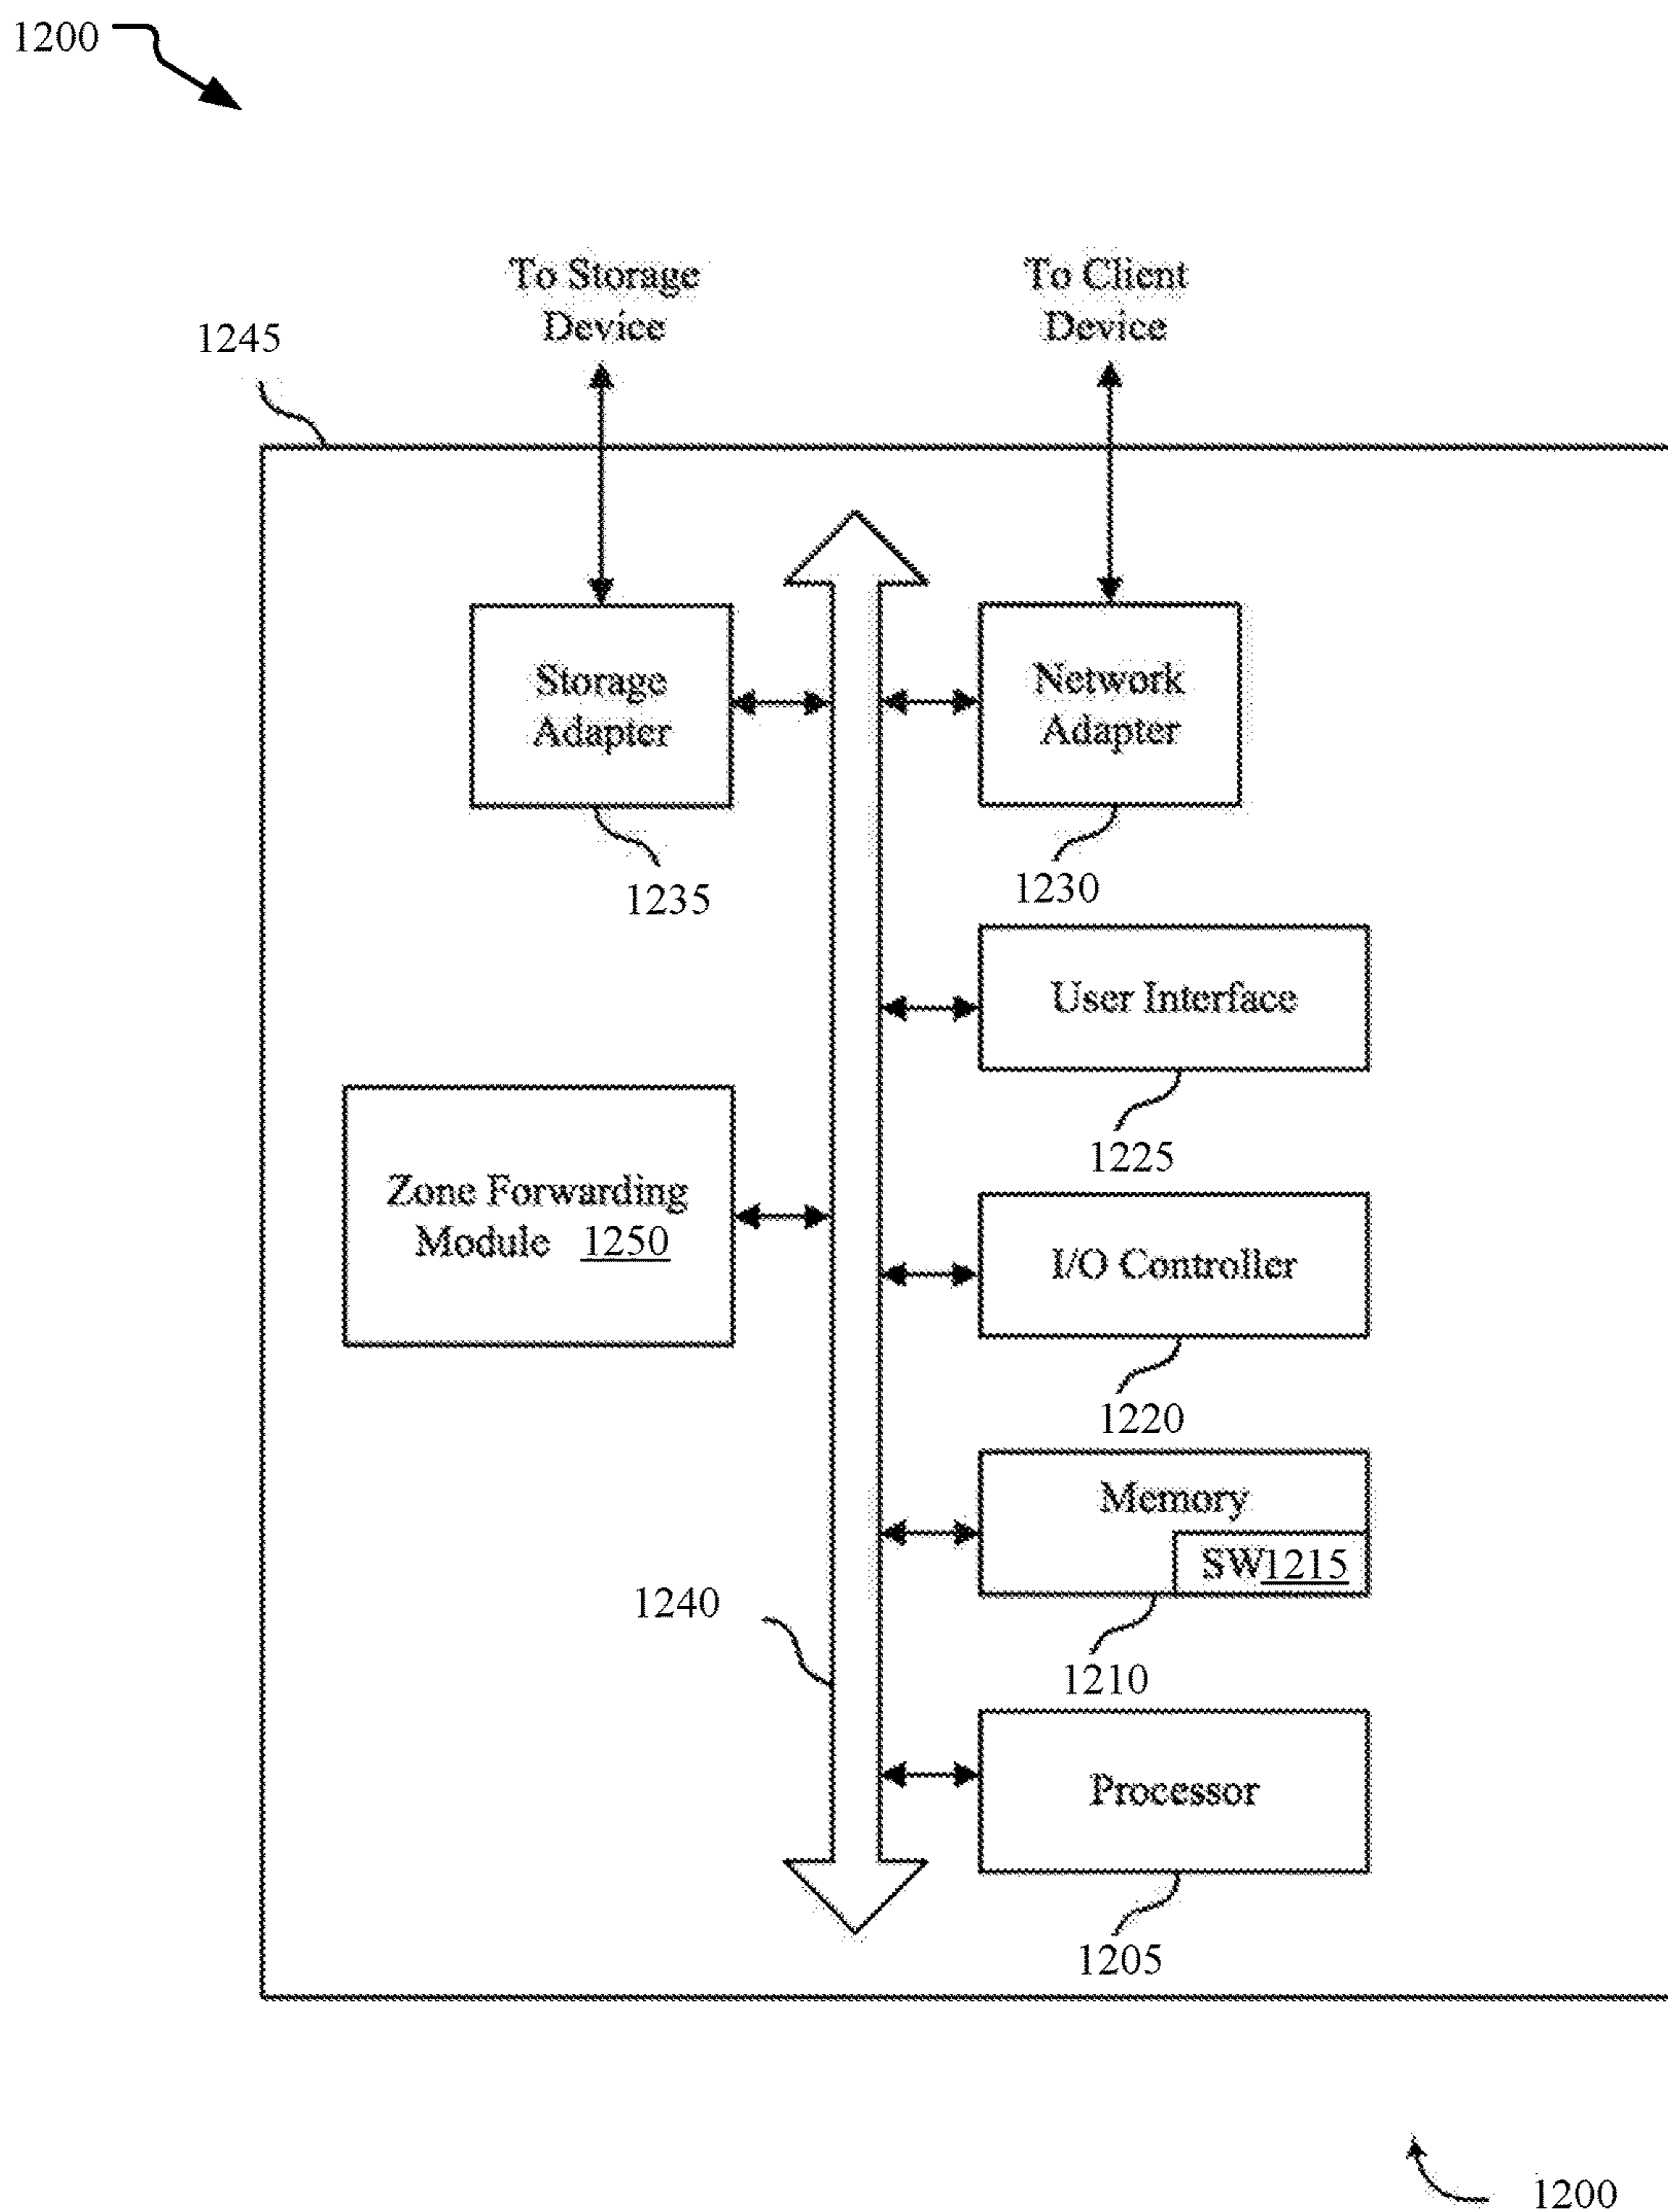 1200
To Storage
Device
To Client
Device
1245
Storage
Adapter
Network
Adapter
1235
1230
User Interface
1225
Zone Forwarding
Module 1250
I/O Controller
1220
Memory
SW1215
1240
1210
Processor
1205
1200